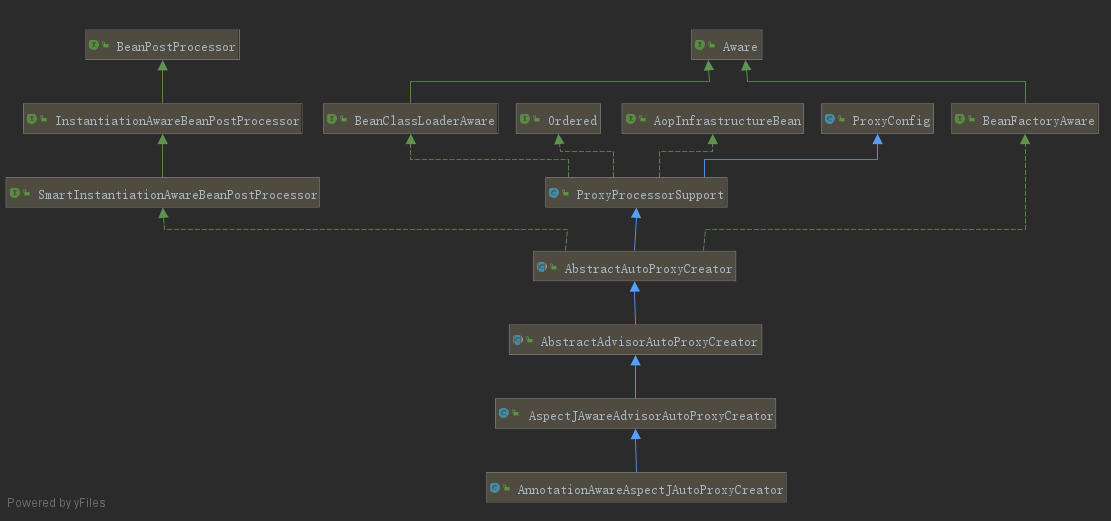 BeanPostProcessor
Aware
InstantiationAwareBeanPostProcessor
BeanClassLoaderAware
Ordered
AopInfrastructureBean
ProxyConfig
BeanFactoryAware
SmartInstantiationAwareBeanPostProcessor
ProxyProcessorSupport
AbstractAutoProxyCreator
AbstractAdvisorAutoProxyCreator
AspectJAwareAdvisorAutoProxyCreator
AnnotationAwareAspectJAutoProxyCreator
Powered by yFiles